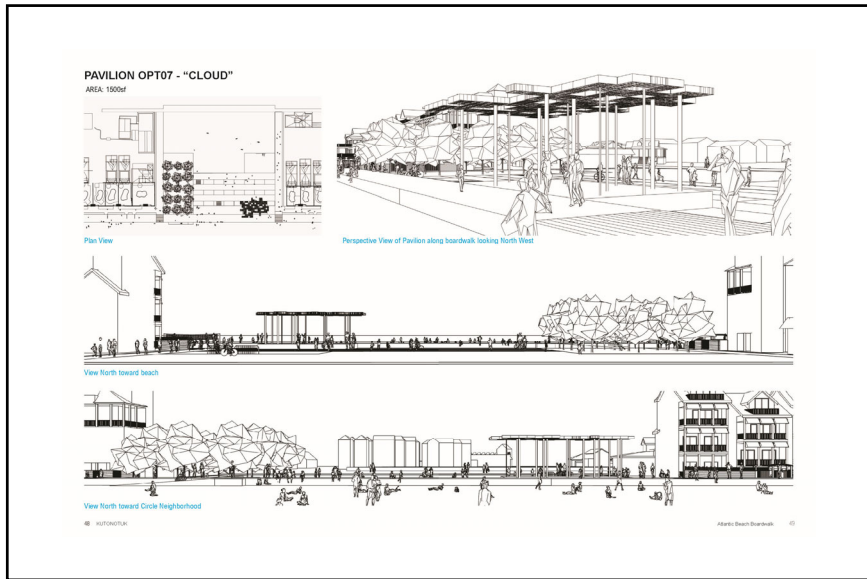 PAVILION OPT07 - “CLOUD”
AREA: 1500sf
Plan View
Perspective View of Pavilion along boardwalk looking North West
View North toward beach
View North toward Circle Neighborhood
KUTONOTUK
Atlantic Beach Boardwalk